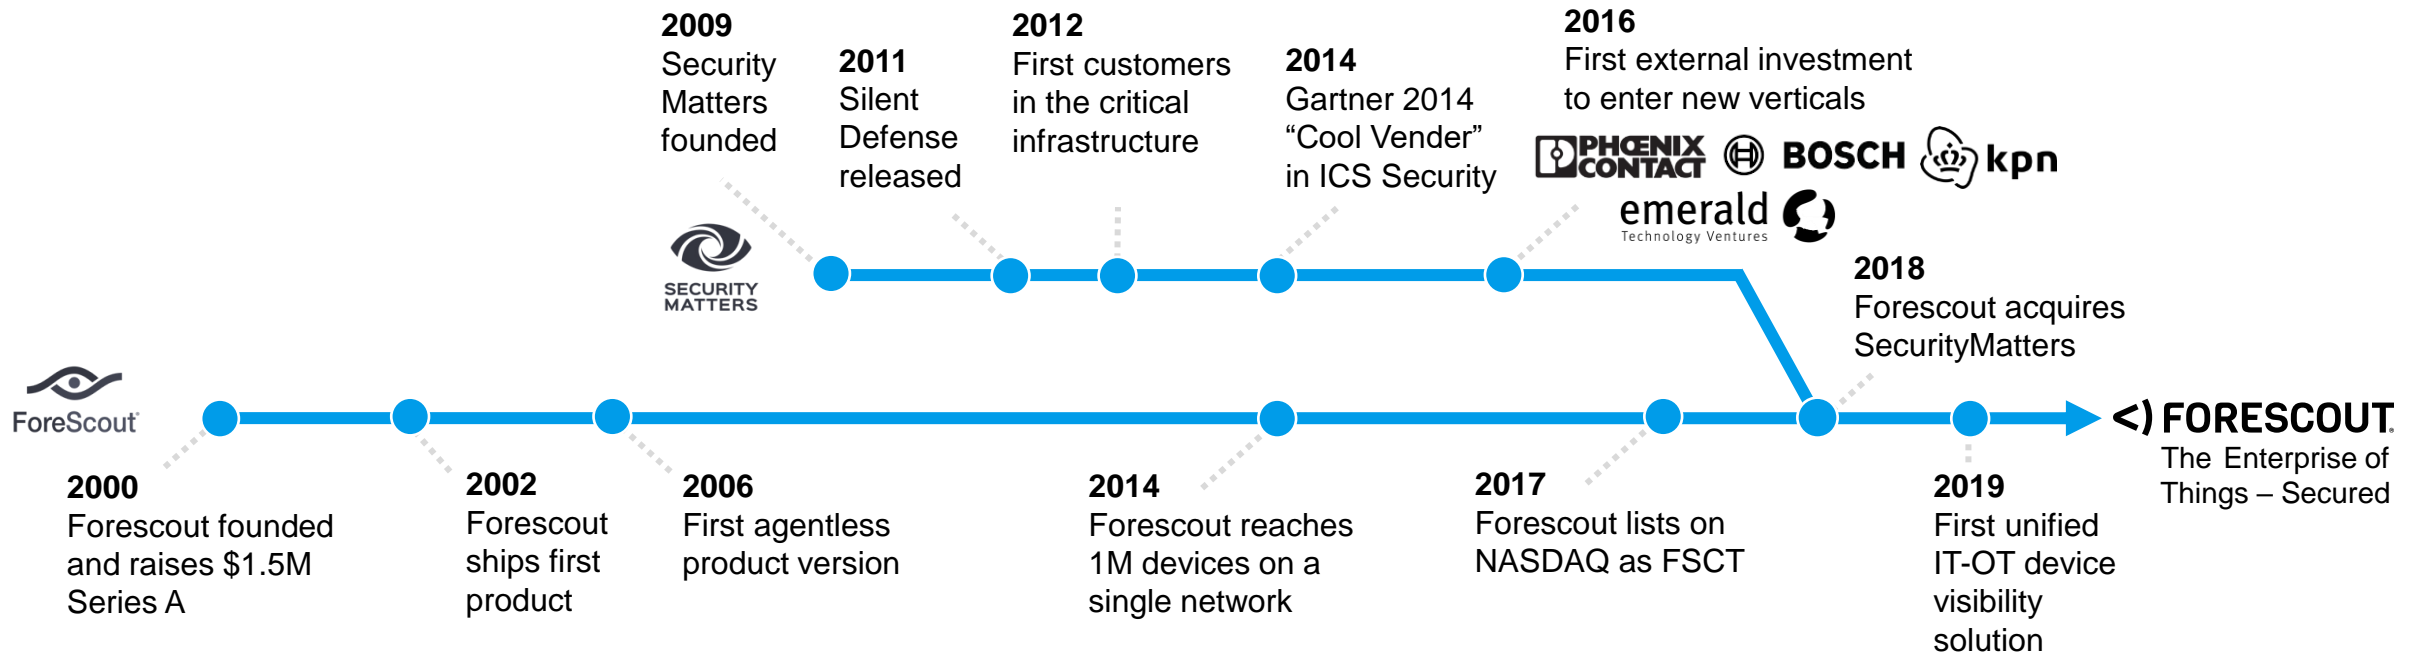 2009
Security
Matters
founded
2011
Silent
Defense
released
2012
First customers
in the critical
infrastructure
2014
Gartner 2014
“Cool Vender”
in ICS Security
2016
First external investment
to enter new verticals
PHŒNIX
CONTACT
BOSCH
kpn
emerald
Technology Ventures
SECURITY
MATTERS
2018
Forescout acquires
SecurityMatters
ForeScout
FORESCOUT
The Enterprise of
Things – Secured
2000
Forescout founded
and raises $1.5M
Series A
2002
Forescout
ships first
product
2006
First agentless
product version
2014
Forescout reaches
1M devices on a
single network
2017
Forescout lists on
NASDAQ as FSCT
2019
First unified
IT-OT device
visibility
solution